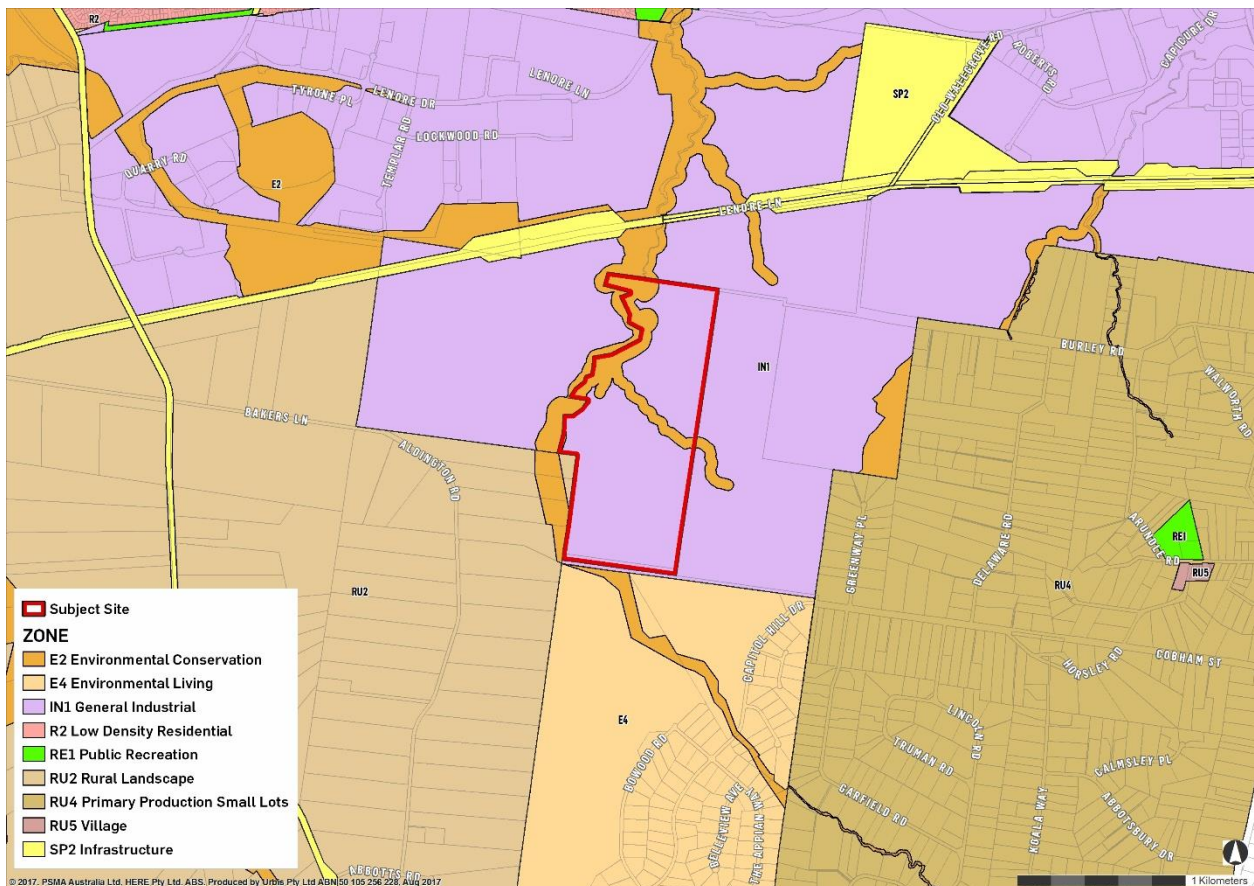 R2
LENORE LN
TYRONE PL
LENORE DR
LOCKWOOD RD
TEMPLAR RD
QUARRY RD
E2
SP2
OLD WALLGROVE RD
ROBERTS RD
CAPICURE DR
LENORE LN
IN1
BURLEY RD
WALWORTH RD
BAKERS LN
ALDINGTON RD
GREENWAY PL
DELAWARE RD
ARUNDLE RD
RE1
RU5
RU4
RU2
HORSLEY RD
COBHAM ST
CAPITOL HILL DR
E4
BOWOOD RD
BELLEVIEW AVE
THE APPIAN WAY
LINCOLN RD
TRUMAN RD
GARFIELD RD
KOALA WAY
CALMSLEY PL
ABBOTSBURY DR
ABBOTTS RD
Subject Site
ZONE
E2 Environmental Conservation
E4 Environmental Living
IN1 General Industrial
R2 Low Density Residential
RE1 Public Recreation
RU2 Rural Landscape
RU4 Primary Production Small Lots
RU5 Village
SP2 Infrastructure
© 2017. PSMA Australia Ltd, HERE Pty Ltd. ABS. Produced by Urbis Pty Ltd ABN 50 105 256 228, Aug 2017
1 Kilometers